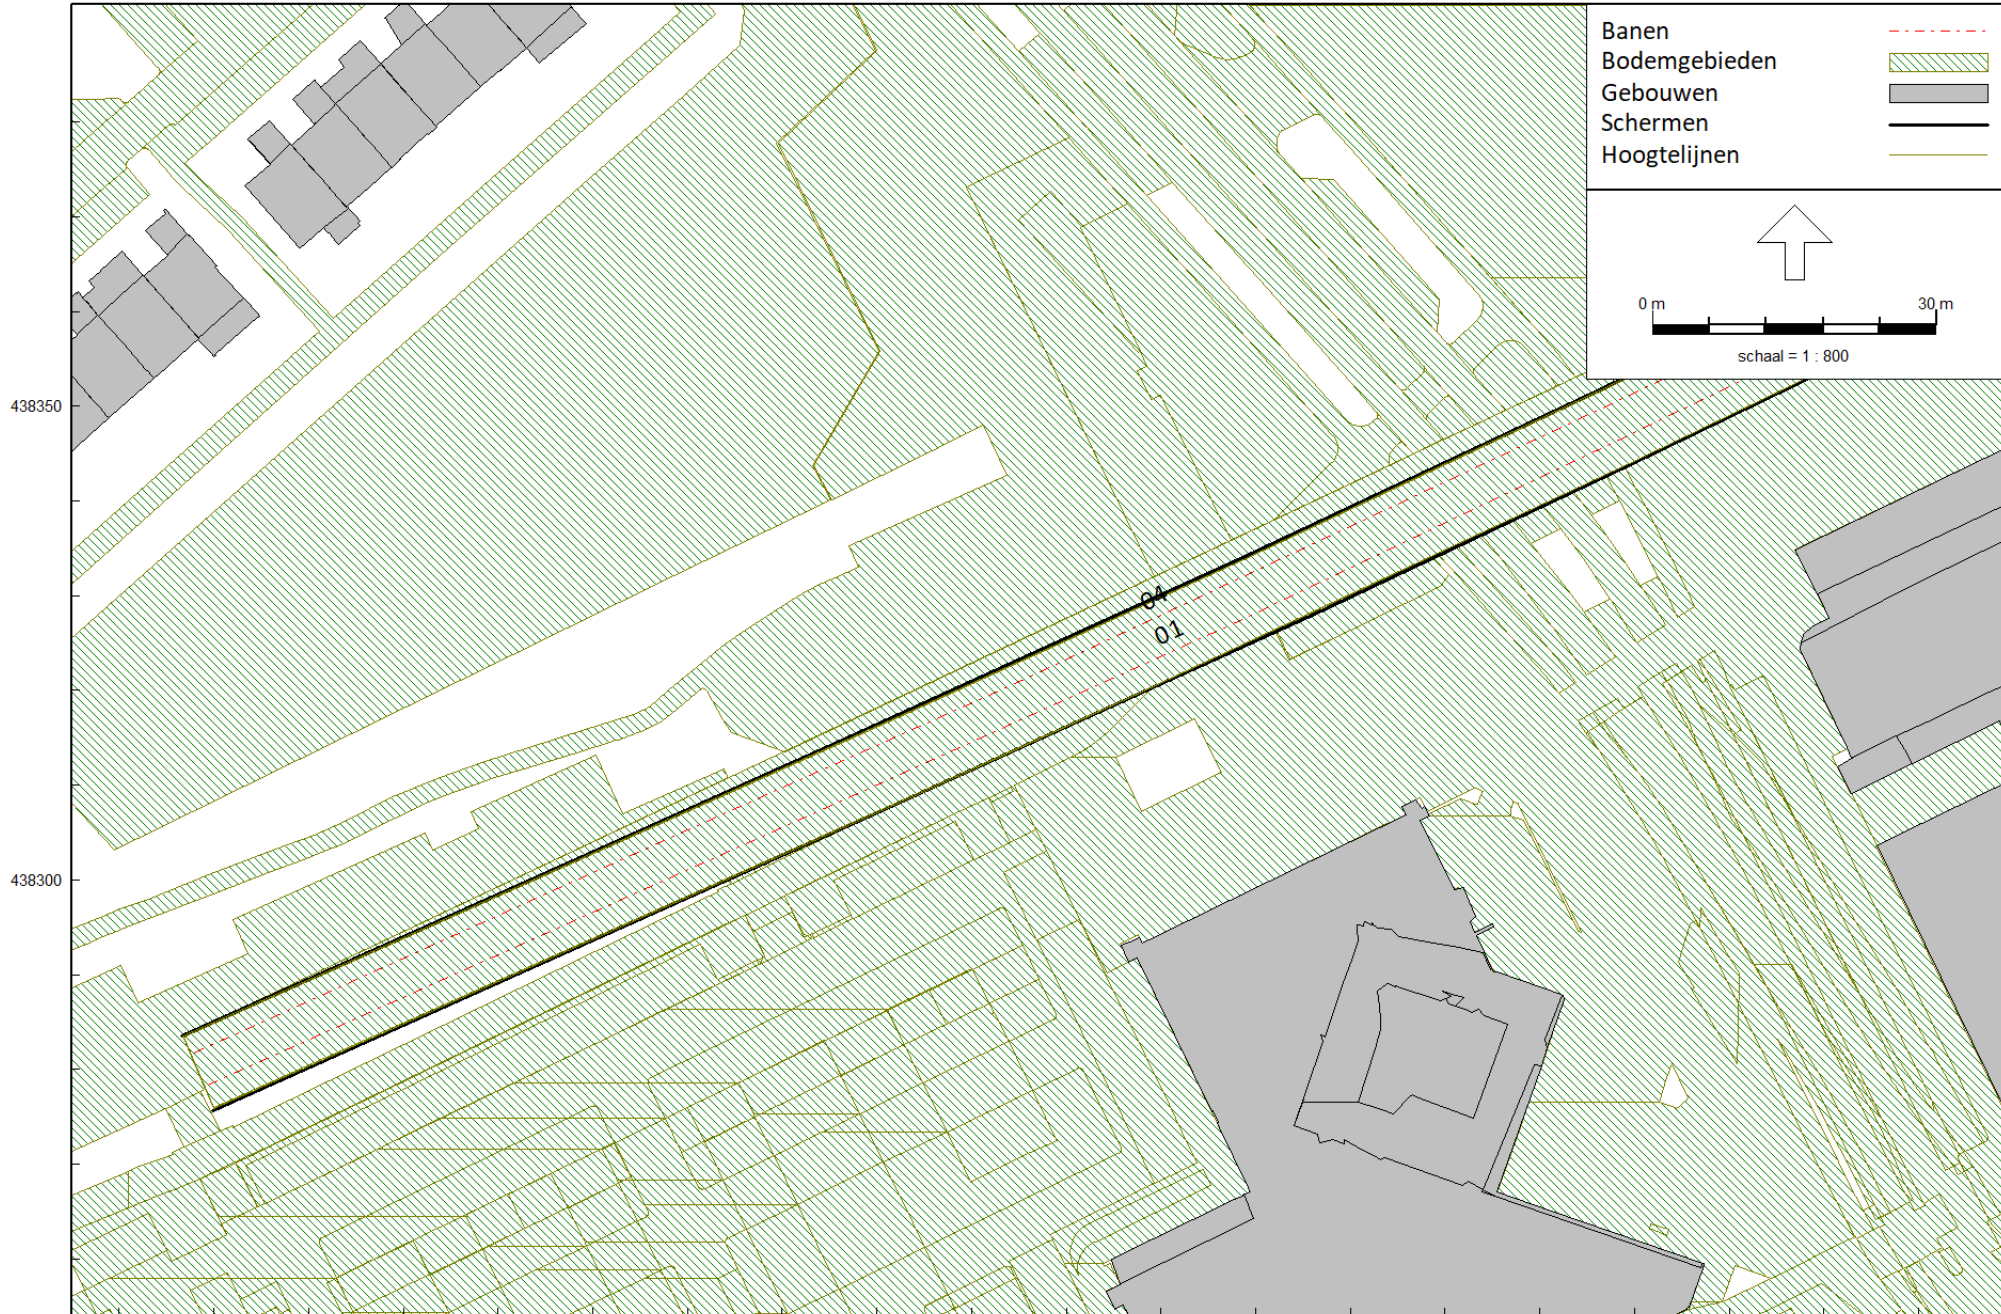 Banen
Bodemgebieden
Gebouwen
Schermen
Hoogtelijnen
0 m 30 m
schaal = 1 : 800
438350
04
01
438300